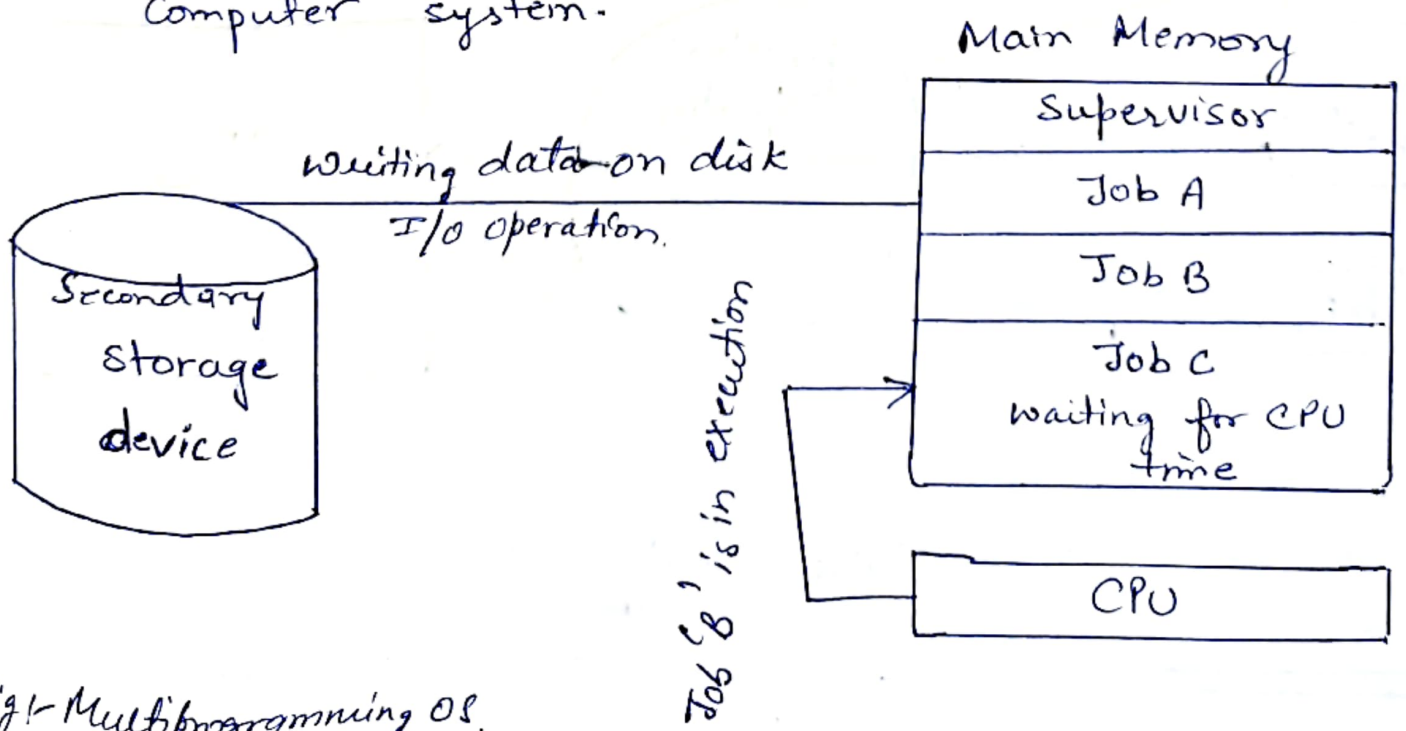 Computer system.
Main Memory
Supervisor
Writing data on disk
Job A
I/O operation.
Job B
Secondary
storage
device
Job C
waiting for CPU
time
Job 'B' is in execution
CPU
ig:- Multiprogramming OS.